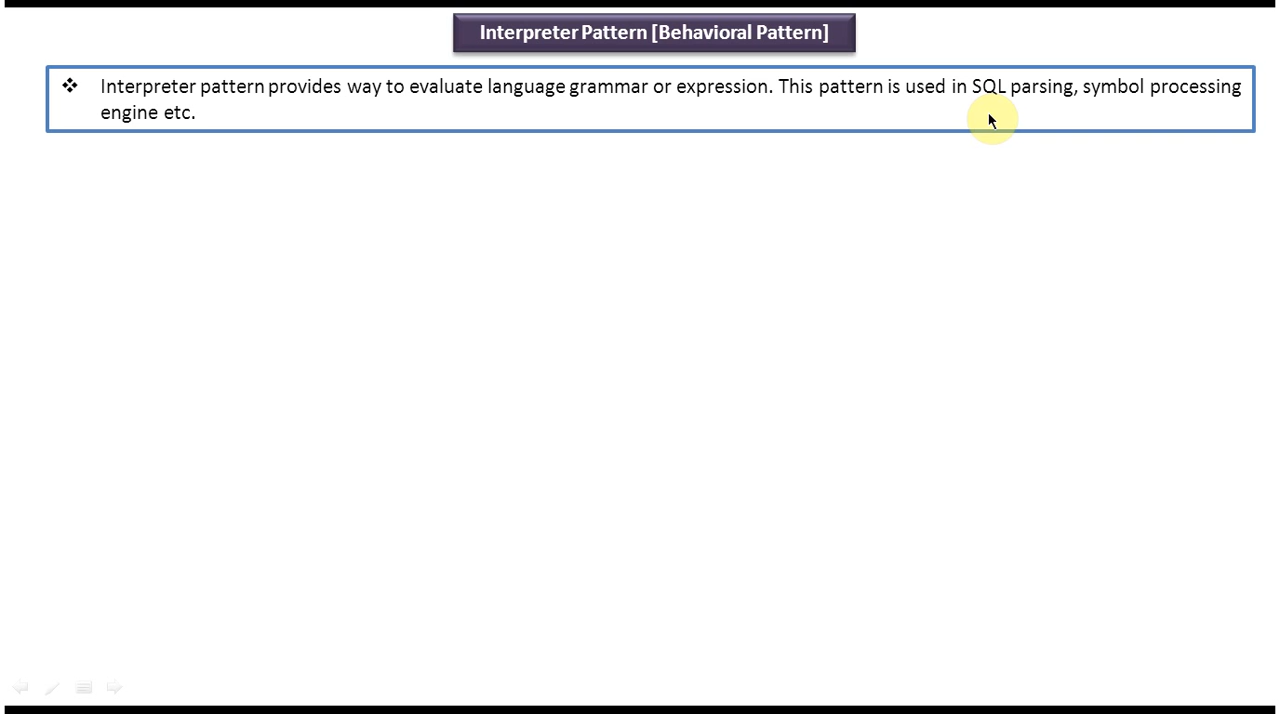 Interpreter Pattern [Behavioral Pattern]
❖ Interpreter pattern provides way to evaluate language grammar or expression. This pattern is used in SQL parsing, symbol processing
engine etc.